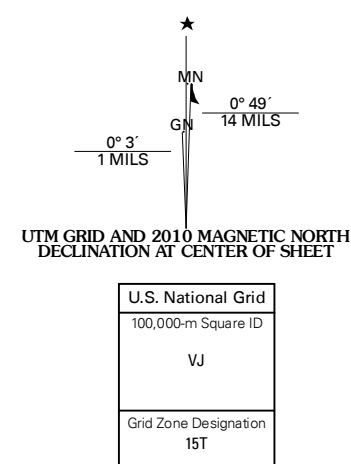 MN
0° 49´
14 MILS
GN
0° 3´
1 MILS
UTM GRID AND 2010 MAGNETIC NORTH
DECLINATION AT CENTER OF SHEET
U.S. National Grid
100,000-m Square ID
VJ
Grid Zone Designation
15T